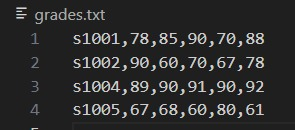 grades.txt
1 s1001,78,85,90,70,88
2 s1002,90,60,70,67,78
3 s1004,89,90,91,90,92
4 s1005,67,68,60,80,61